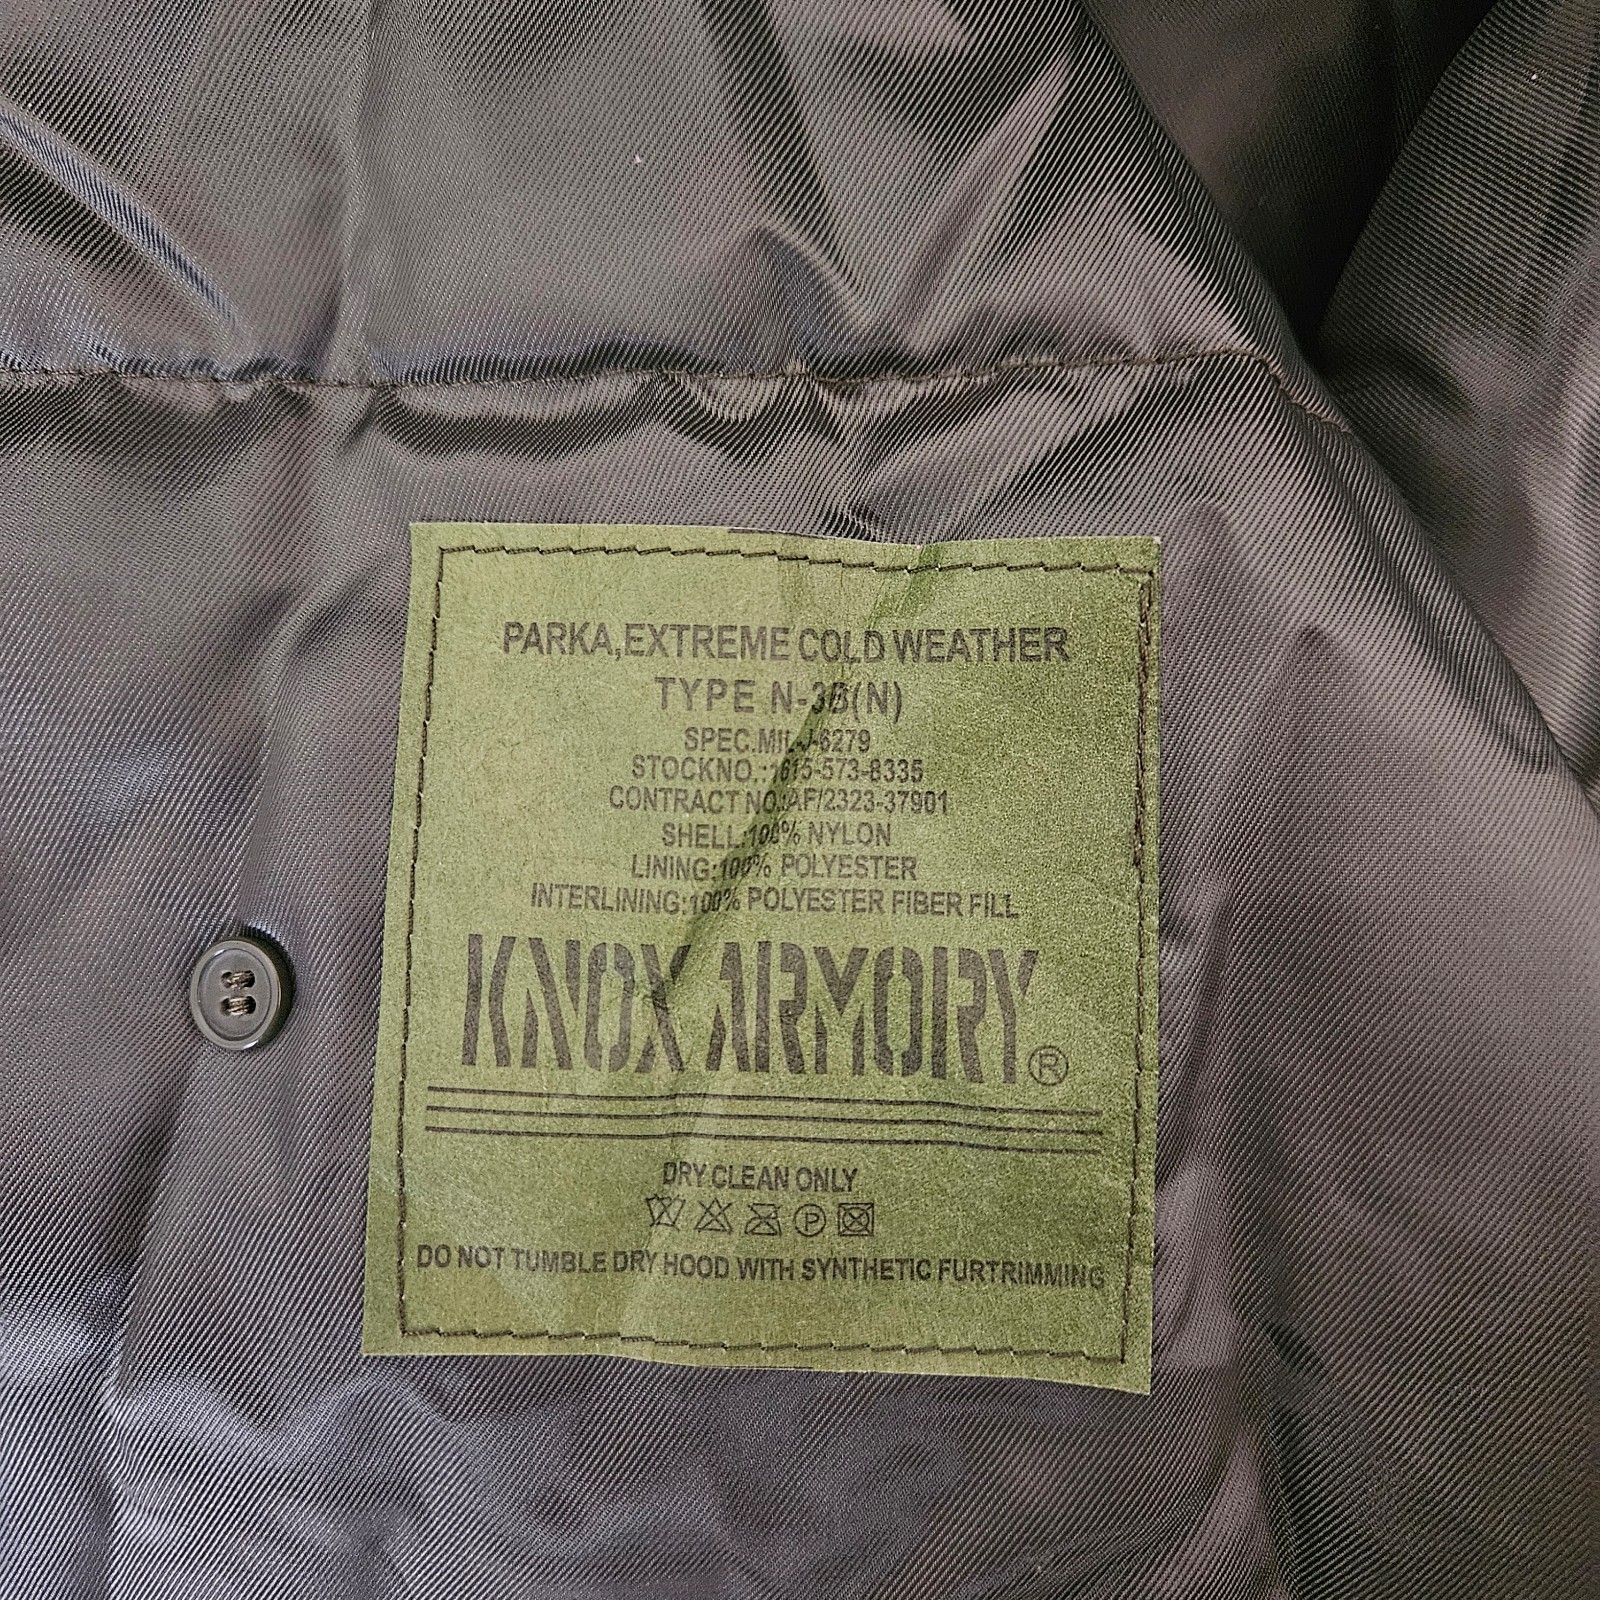 PARKA,EXTREME COLD WEATHER
TYPE N-3B(N)
SPEC.MIL-J-6279
STOCKNO.:1615-573-8335
CONTRACT NO.:AF/2323-37901
SHELL:100% NYLON
LINING:100% POLYESTER
INTERLINING:100% POLYESTER FIBER FILL
KNOX ARMORY®
DRY CLEAN ONLY
P
DO NOT TUMBLE DRY HOOD WITH SYNTHETIC FURTRIMMING